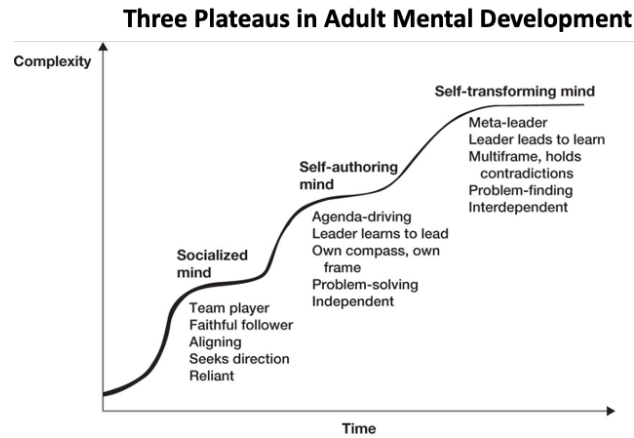 Three Plateaus in Adult Mental Development
Complexity
Self-transforming mind
Meta-leader
Leader leads to learn
Multiframe, holds
contradictions
Problem-finding
Interdependent
Self-authoring
mind
Agenda-driving
Leader learns to lead
Own compass, own
frame
Problem-solving
Independent
Socialized
mind
Team player
Faithful follower
Aligning
Seeks direction
Reliant
Time